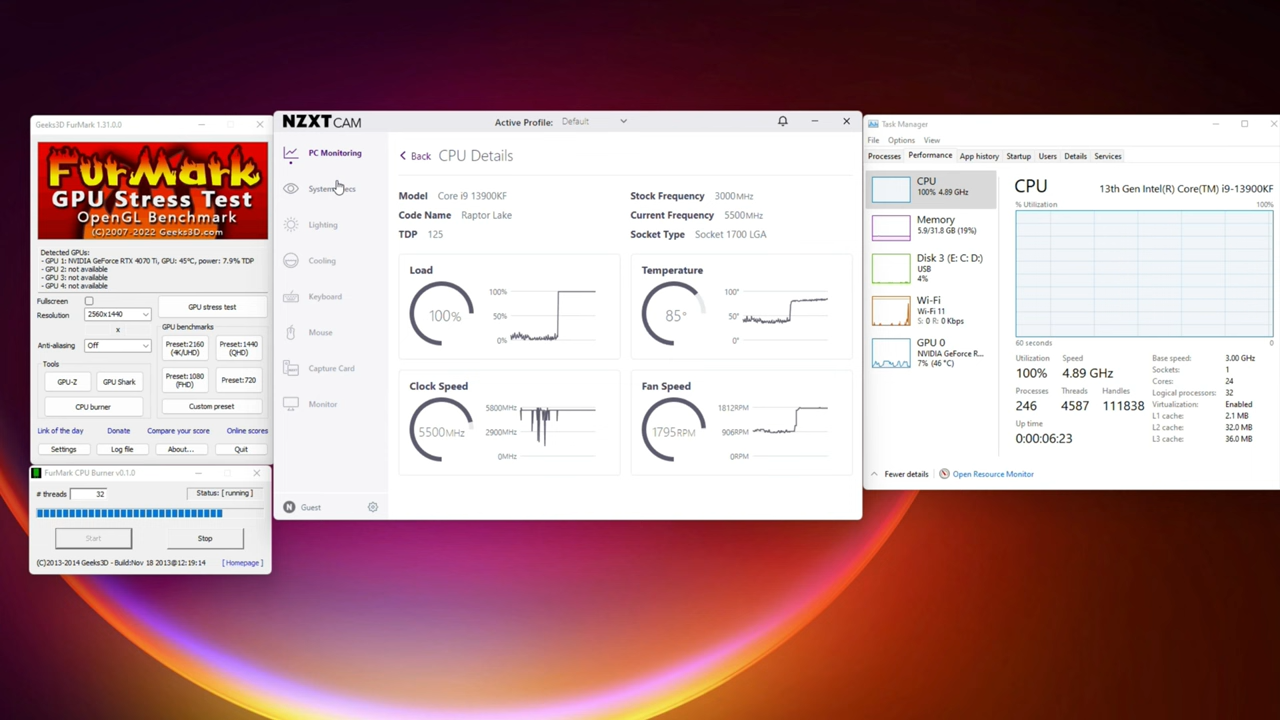 Geeks3D FurMark 1.31.0.0
FurMark
GPU Stress Test
OpenGL Benchmark
(C)2007-2022 Geeks3D.com
Detected GPUs:
- GPU 1: NVIDIA GeForce RTX 4070 Ti, GPU: 45°C, power: 7.9% TDP
- GPU 2: not available
- GPU 3: not available
- GPU 4: not available
Fullscreen
Resolution
2560x1440
x
Anti-aliasing:
Off
GPU stress test
GPU benchmarks
Preset:2160
(4K/UHD)
Preset:1440
(QHD)
Preset:1080
(FHD)
Preset:720
Custom preset
Tools
GPU-Z
GPU Shark
CPU burner
Link of the day
Donate
Compare your score
Online scores
Settings
Log file
About...
Quit
FurMark CPU Burner v0.1.0
# threads
32
Status: [ running ]
Start
Stop
(C)2013-2014 Geeks3D - Build:Nov 18 2013@12:19:14
[ Homepage ]
NZXT CAM
Active Profile:
Default
PC Monitoring
Lighting
Cooling
Keyboard
Mouse
Capture Card
Monitor
Guest
Back
CPU Details
Model Core i9 13900KF
Code Name Raptor Lake
TDP 125
Stock Frequency 3000MHz
Current Frequency 5500MHz
Socket Type Socket 1700 LGA
Load
100%
100%
50%
0%
Temperature
85°
100°
50°
0°
Clock Speed
5500MHz
5800MHz
2900MHz
0MHz
Fan Speed
1795RPM
1812RPM
906RPM
0RPM
Task Manager
File Options View
Processes Performance App history Startup Users Details Services
CPU
100% 4.89 GHz
Memory
5.9/31.8 GB (19%)
Disk 3 (E: C: D:)
USB
4%
Wi-Fi
Wi-Fi 11
S: 0 R: 0 Kbps
GPU 0
NVIDIA GeForce R...
7% (46 °C)
CPU 13th Gen Intel(R) Core(TM) i9-13900KF
% Utilization 100%
60 seconds 0
Utilization
100%
Speed
4.89 GHz
Processes
246
Threads
4587
Handles
111838
Up time
0:00:06:23
Base speed: 3.00 GHz
Sockets: 1
Cores: 24
Logical processors: 32
Virtualization: Enabled
L1 cache: 2.1 MB
L2 cache: 32.0 MB
L3 cache: 36.0 MB
Fewer details
Open Resource Monitor